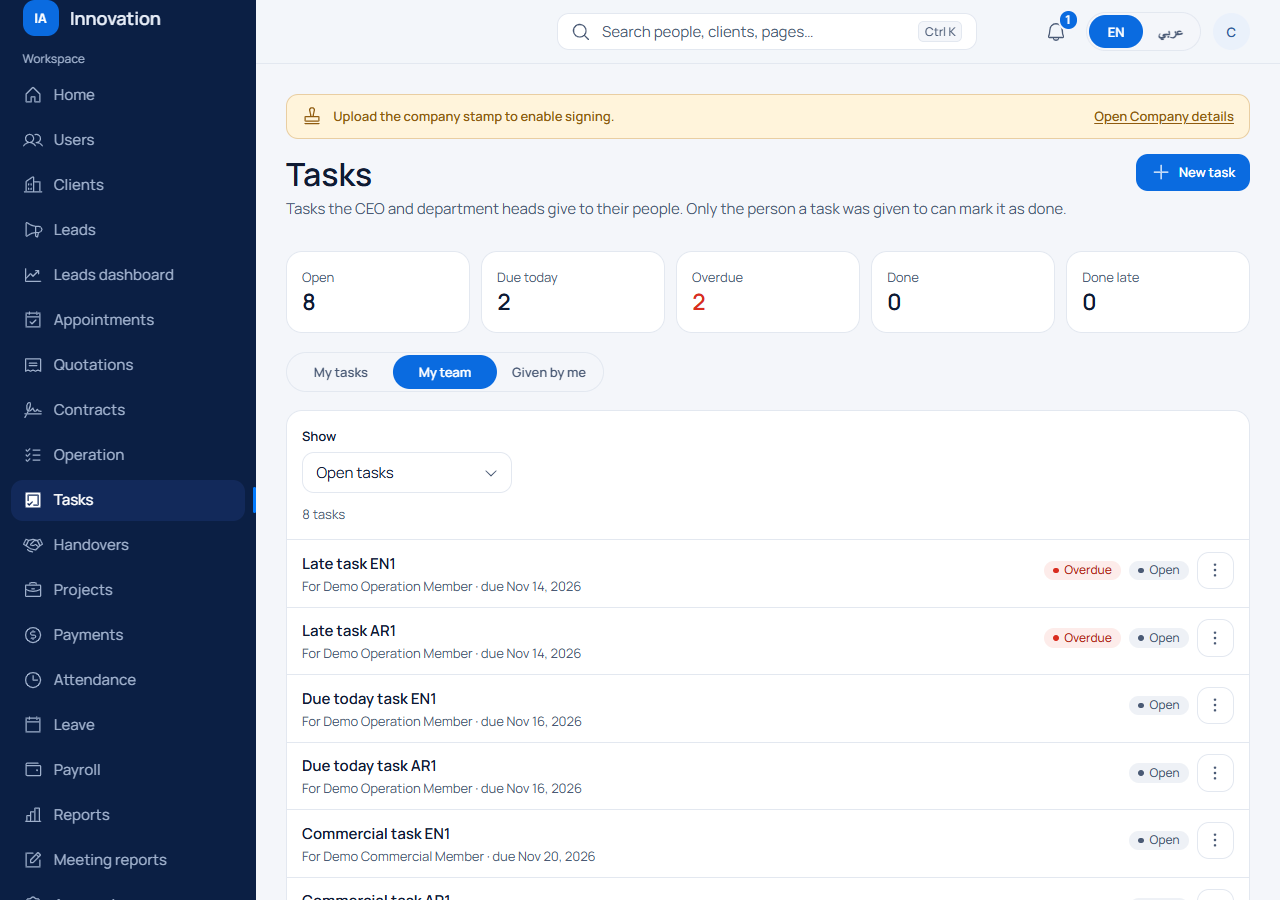 IA Innovation
Workspace
Home
Users
Clients
Leads
Leads dashboard
Appointments
Quotations
Contracts
Operation
Tasks
Handovers
Projects
Payments
Attendance
Leave
Payroll
Reports
Meeting reports
Search people, clients, pages...
Ctrl K
1
EN
عربي
C
Upload the company stamp to enable signing.
Open Company details
Tasks
New task
Tasks the CEO and department heads give to their people. Only the person a task was given to can mark it as done.
Open
8
Due today
2
Overdue
2
Done
0
Done late
0
My tasks
My team
Given by me
Show
Open tasks
8 tasks
Late task EN1
For Demo Operation Member · due Nov 14, 2026
Overdue
Open
Late task AR1
For Demo Operation Member · due Nov 14, 2026
Overdue
Open
Due today task EN1
For Demo Operation Member · due Nov 16, 2026
Open
Due today task AR1
For Demo Operation Member · due Nov 16, 2026
Open
Commercial task EN1
For Demo Commercial Member · due Nov 20, 2026
Open
Commercial task AR1